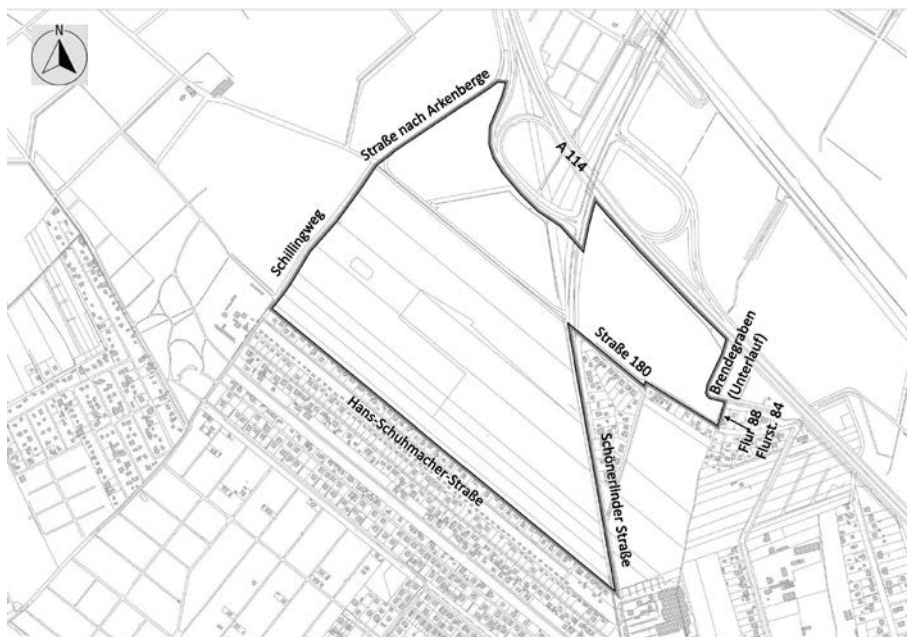 N
Straße nach Arkenberge
A 114
Schillingweg
Straße 180
Brendegraben
(Unterlauf)
Flur 88
Flurst. 84
Hans-Schuhmacher-Straße
Schönerlinder Straße